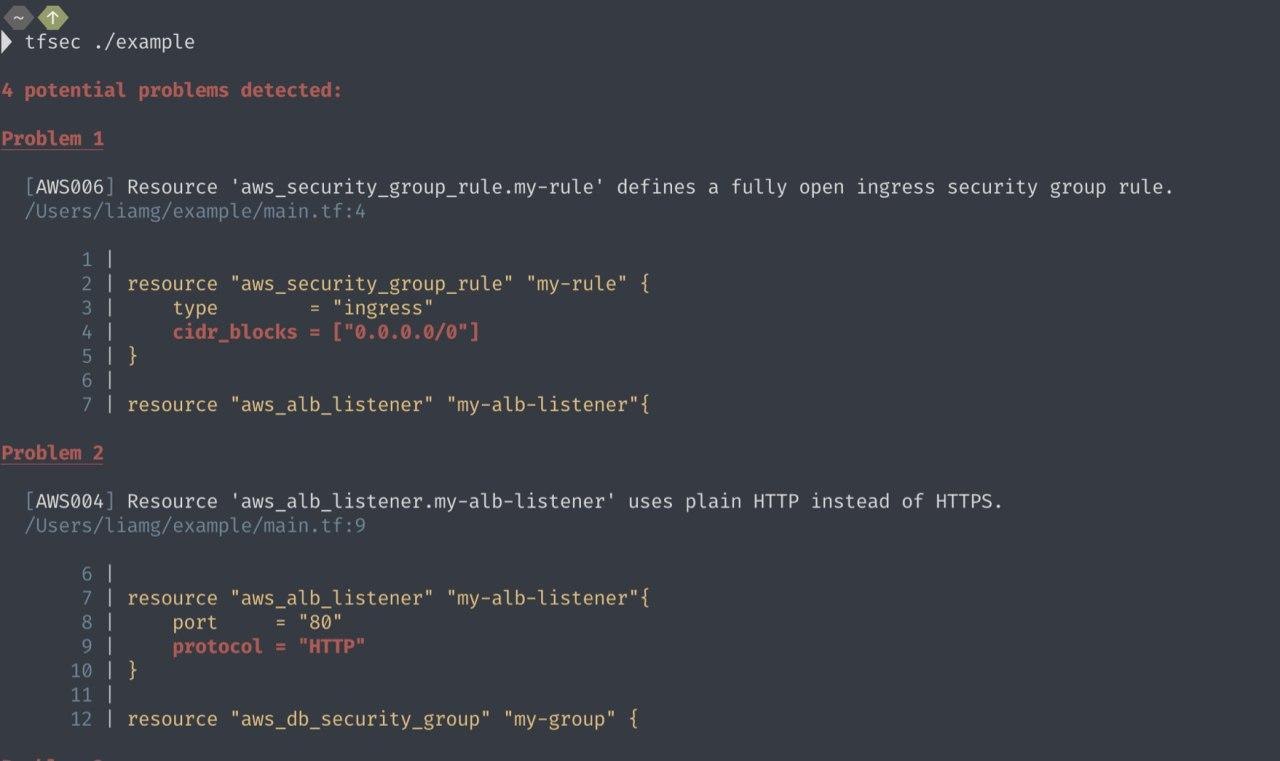 ~ ↑
tfsec ./example
4 potential problems detected:
Problem 1
[AWS006] Resource 'aws_security_group_rule.my-rule' defines a fully open ingress security group rule.
/Users/liamg/example/main.tf:4
1 |
2 | resource "aws_security_group_rule" "my-rule" {
3 |     type        = "ingress"
4 |     cidr_blocks = ["0.0.0.0/0"]
5 | }
6 |
7 | resource "aws_alb_listener" "my-alb-listener"{
Problem 2
[AWS004] Resource 'aws_alb_listener.my-alb-listener' uses plain HTTP instead of HTTPS.
/Users/liamg/example/main.tf:9
6 |
7 | resource "aws_alb_listener" "my-alb-listener"{
8 |     port     = "80"
9 |     protocol = "HTTP"
10 | }
11 |
12 | resource "aws_db_security_group" "my-group" {